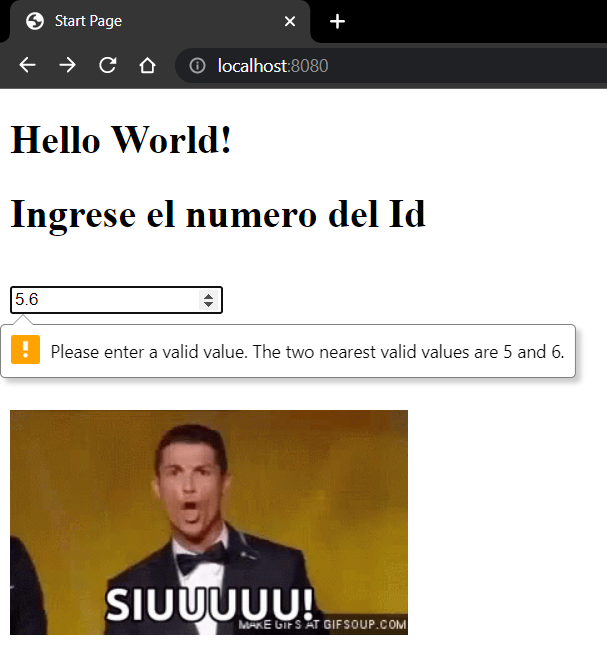 Start Page
localhost:8080
Hello World!
Ingrese el numero del Id
5.6
Please enter a valid value. The two nearest valid values are 5 and 6.
SIUUUUU!
MAKE GIFS AT GIFSOUP.COM